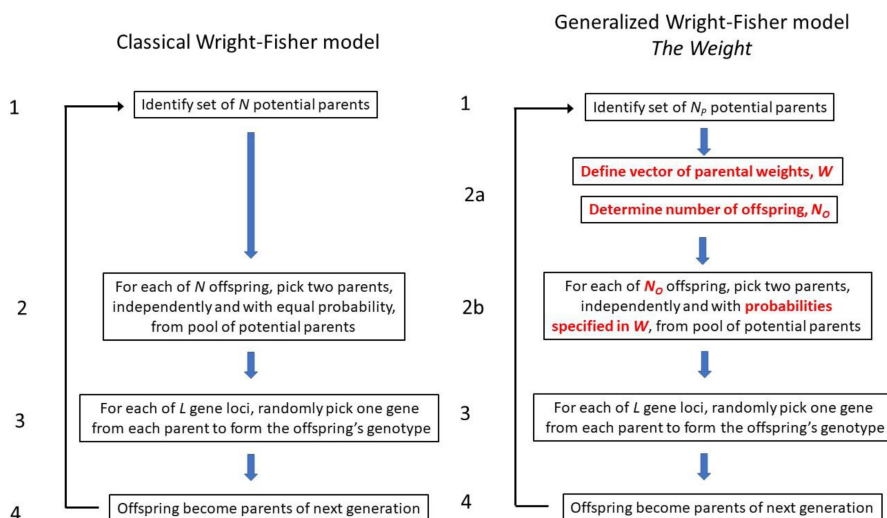 Classical Wright-Fisher model
1
Identify set of N potential parents
2
For each of N offspring, pick two parents,
independently and with equal probability,
from pool of potential parents
3
For each of L gene loci, randomly pick one gene
from each parent to form the offspring's genotype
4
Offspring become parents of next generation
Generalized Wright-Fisher model
The Weight
1
Identify set of NP potential parents
2a
Define vector of parental weights, W
Determine number of offspring, NO
2b
For each of NO offspring, pick two parents,
independently and with probabilities
specified in W, from pool of potential parents
3
For each of L gene loci, randomly pick one gene
from each parent to form the offspring's genotype
4
Offspring become parents of next generation